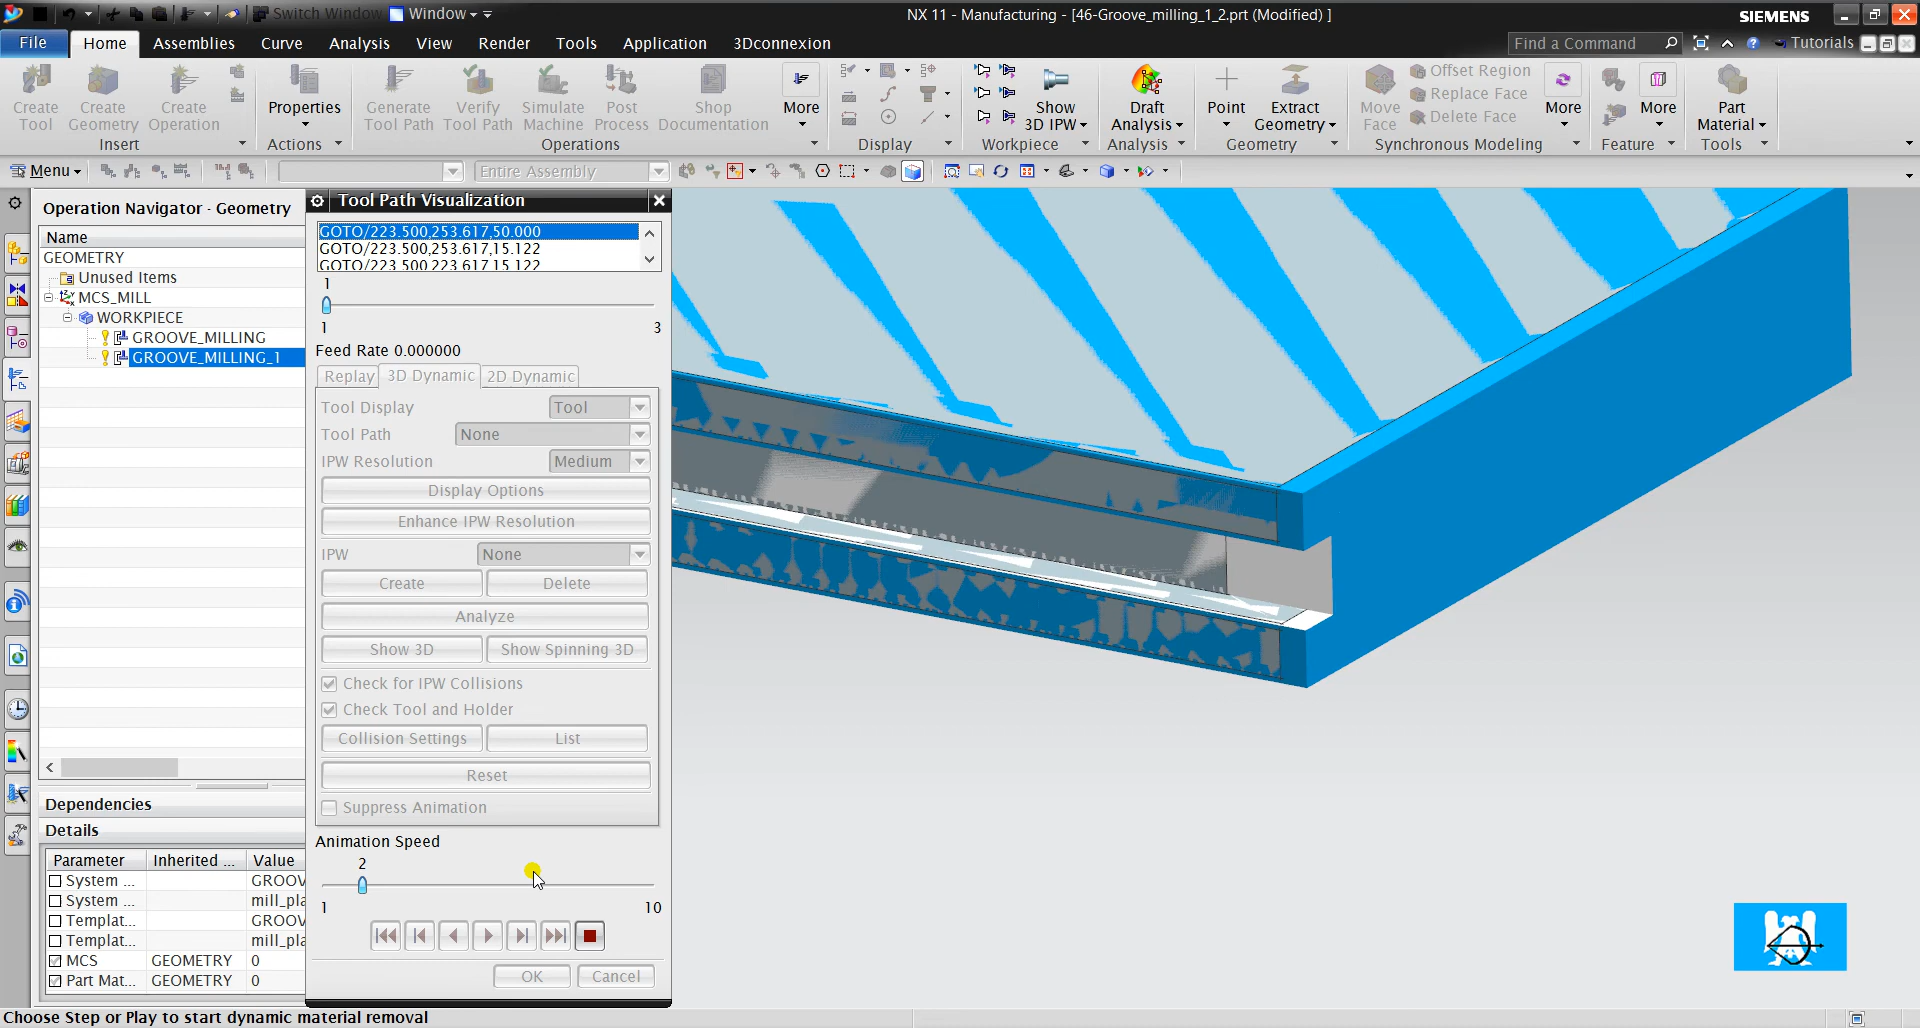 Switch Window Window
NX 11 - Manufacturing - [46-Groove_milling_1_2.prt (Modified) ]
SIEMENS
File Home Assemblies Curve Analysis View Render Tools Application 3Dconnexion
Find a Command
Tutorials
Create Tool
Create Geometry
Create Operation
Properties
Generate Tool Path
Verify Tool Path
Simulate Machine
Post Process
Shop Documentation
More
Show 3D IPW
Draft Analysis
Point
Extract Geometry
Move Face
Offset Region
Replace Face
Delete Face
More
More
Part Material
Insert Actions Operations Display Workpiece Analysis Geometry Synchronous Modeling Feature Tools
Menu
Entire Assembly
Operation Navigator - Geometry
Name
GEOMETRY
Unused Items
MCS_MILL
WORKPIECE
GROOVE_MILLING
GROOVE_MILLING_1
Dependencies
Details
Parameter Inherited ... Value
System ... GROOV
System ... mill_pla
Templat... GROOV
Templat... mill_pla
MCS GEOMETRY 0
Part Mat... GEOMETRY 0
Tool Path Visualization
GOTO/223.500,253.617,50.000
GOTO/223.500,253.617,15.122
GOTO/223.500,223.617,15.122
1
1 3
Feed Rate 0.000000
Replay 3D Dynamic 2D Dynamic
Tool Display Tool
Tool Path None
IPW Resolution Medium
Display Options
Enhance IPW Resolution
IPW None
Create Delete
Analyze
Show 3D Show Spinning 3D
Check for IPW Collisions
Check Tool and Holder
Collision Settings List
Reset
Suppress Animation
Animation Speed
2
1 10
OK Cancel
Choose Step or Play to start dynamic material removal